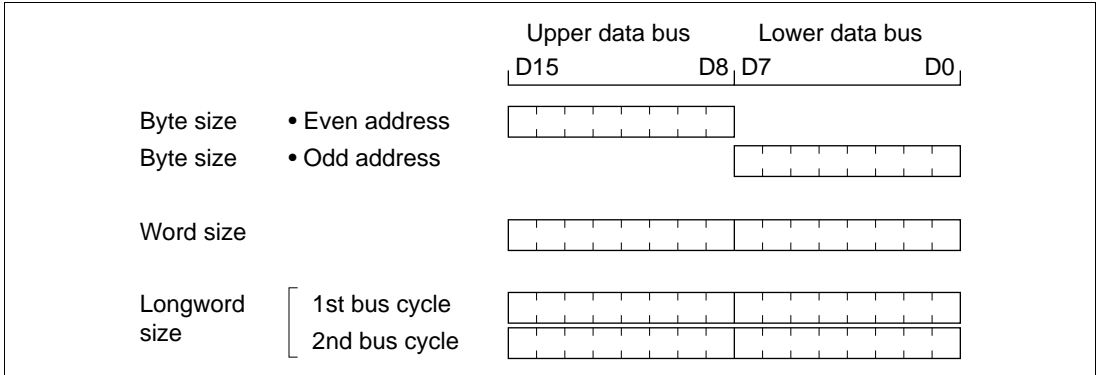 Upper data bus Lower data bus
D15 D8 D7 D0
Byte size • Even address
Byte size • Odd address
Word size
Longword size
1st bus cycle
2nd bus cycle